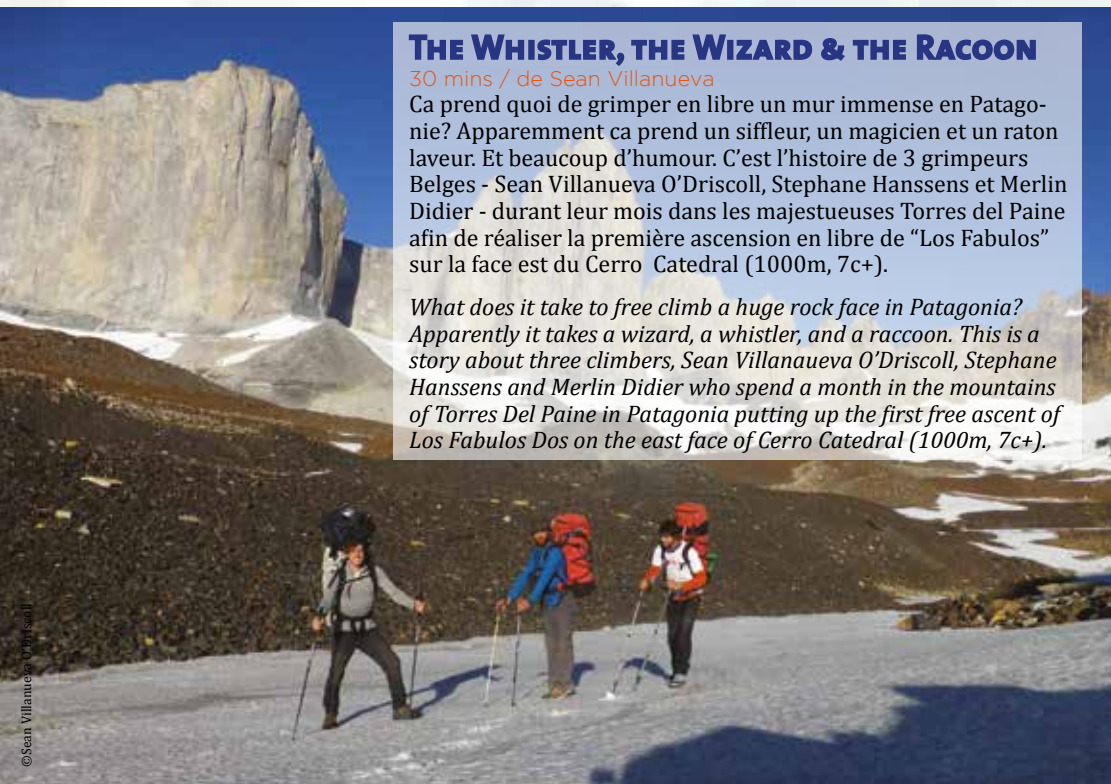 The Whistler, the Wizard & the Racoon
30 mins / de Sean Villanueva
Ca prend quoi de grimper en libre un mur immense en Patago-
nie? Apparemment ca prend un siffleur, un magicien et un raton
laveur. Et beaucoup d’humour. C’est l’histoire de 3 grimpeurs
Belges - Sean Villanueva O’Driscoll, Stephane Hanssens et Merlin
Didier - durant leur mois dans les majestueuses Torres del Paine
afin de réaliser la première ascension en libre de “Los Fabulos”
sur la face est du Cerro Catedral (1000m, 7c+).
What does it take to free climb a huge rock face in Patagonia?
Apparently it takes a wizard, a whistler, and a raccoon. This is a
story about three climbers, Sean Villanaueva O’Driscoll, Stephane
Hanssens and Merlin Didier who spend a month in the mountains
of Torres Del Paine in Patagonia putting up the first free ascent of
Los Fabulos Dos on the east face of Cerro Catedral (1000m, 7c+).
©Sean Villanueva O’Driscoll